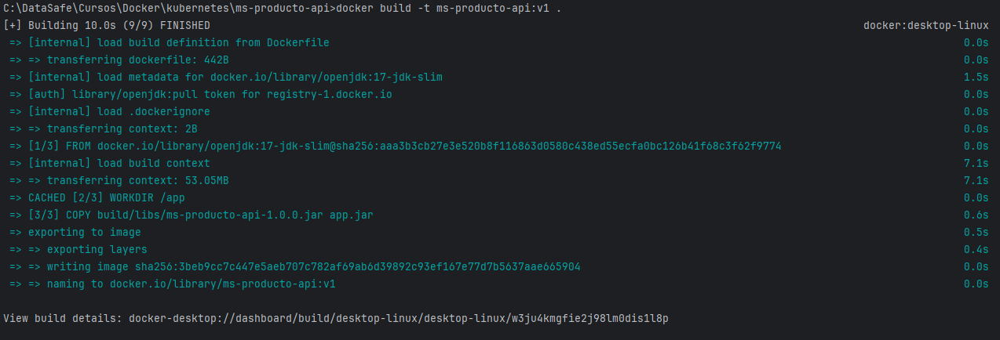 C:\DataSafe\Cursos\Docker\kubernetes\ms-producto-api>docker build -t ms-producto-api:v1 .
[+] Building 10.0s (9/9) FINISHED docker:desktop-linux
=> [internal] load build definition from Dockerfile 0.0s
=> => transferring dockerfile: 442B 0.0s
=> [internal] load metadata for docker.io/library/openjdk:17-jdk-slim 1.5s
=> [auth] library/openjdk:pull token for registry-1.docker.io 0.0s
=> [internal] load .dockerignore 0.0s
=> => transferring context: 2B 0.0s
=> [1/3] FROM docker.io/library/openjdk:17-jdk-slim@sha256:aaa3b3cb27e3e520b8f116863d0580c438ed55ecfa0bc126b41f68c3f62f9774 0.0s
=> [internal] load build context 7.1s
=> => transferring context: 53.05MB 7.1s
=> CACHED [2/3] WORKDIR /app 0.0s
=> [3/3] COPY build/libs/ms-producto-api-1.0.0.jar app.jar 0.6s
=> exporting to image 0.5s
=> => exporting layers 0.4s
=> => writing image sha256:3beb9cc7c447e5aeb707c782af69ab6d39892c93ef167e77d7b5637aae665904 0.0s
=> => naming to docker.io/library/ms-producto-api:v1 0.0s
View build details: docker-desktop://dashboard/build/desktop-linux/desktop-linux/w3ju4kmgfie2j98lm0dis1l8p